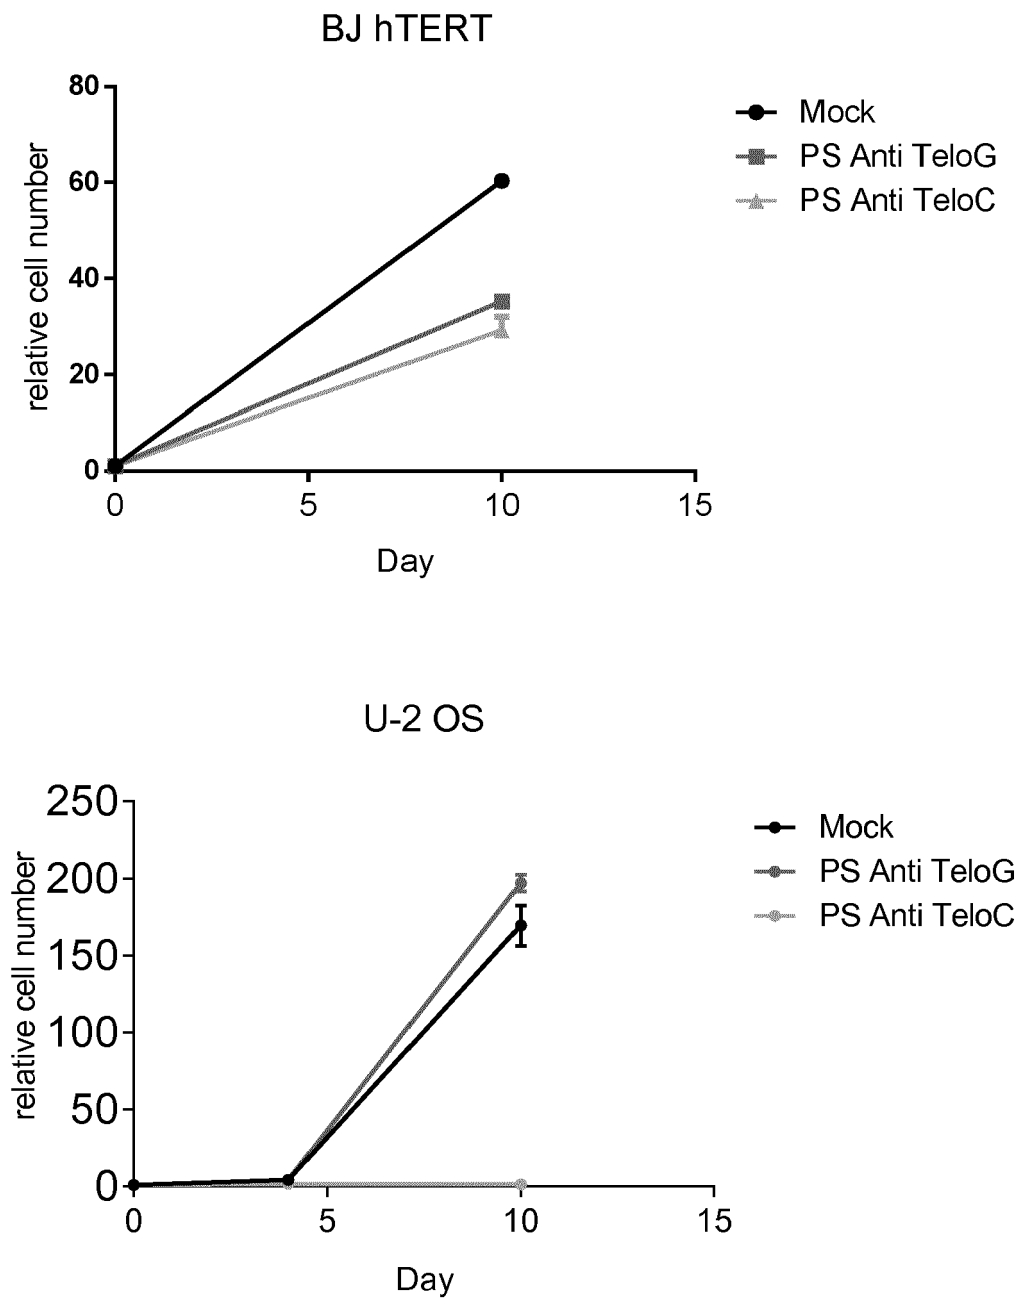 BJ hTERT
80
60
40
20
0
relative cell number
0 5 10 15
Day
Mock
PS Anti TeloG
PS Anti TeloC
U-2 OS
250
200
150
100
50
0
relative cell number
0 5 10 15
Day
Mock
PS Anti TeloG
PS Anti TeloC